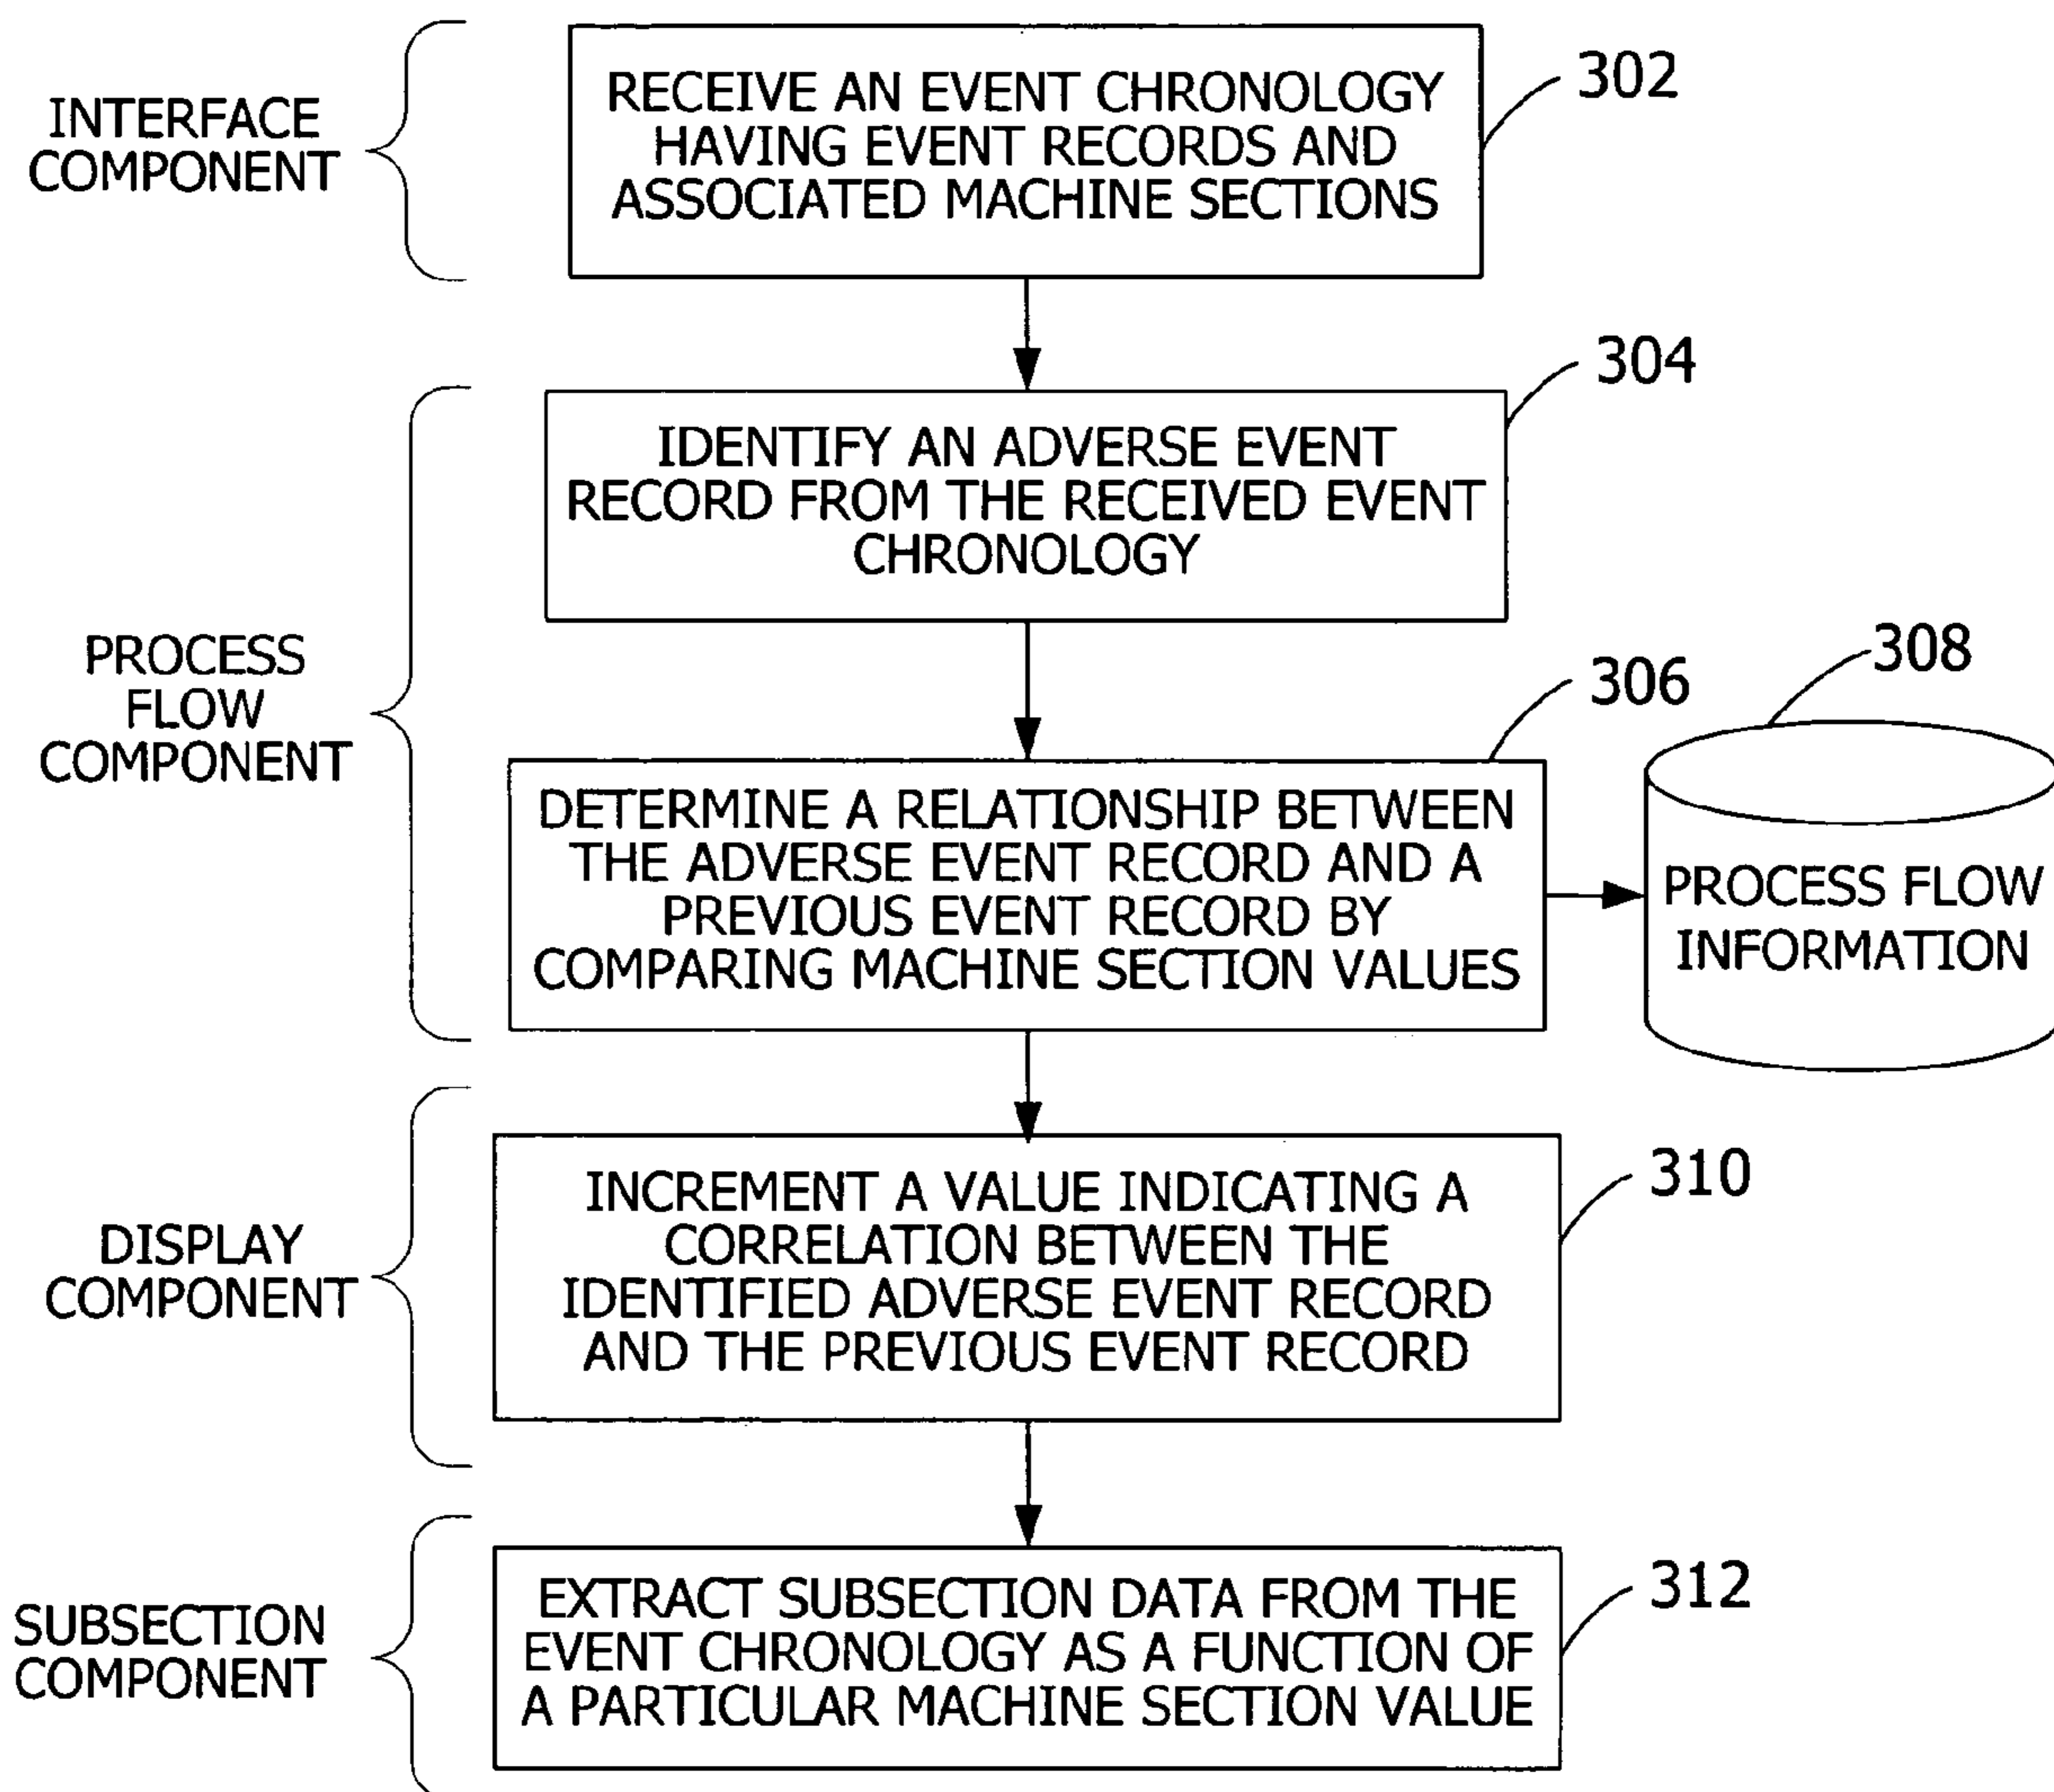 INTERFACE
COMPONENT
RECEIVE AN EVENT CHRONOLOGY
HAVING EVENT RECORDS AND
ASSOCIATED MACHINE SECTIONS
302
304
IDENTIFY AN ADVERSE EVENT
RECORD FROM THE RECEIVED EVENT
CHRONOLOGY
PROCESS
FLOW
COMPONENT
306
308
DETERMINE A RELATIONSHIP BETWEEN
THE ADVERSE EVENT RECORD AND A
PREVIOUS EVENT RECORD BY
COMPARING MACHINE SECTION VALUES
PROCESS FLOW
INFORMATION
DISPLAY
COMPONENT
INCREMENT A VALUE INDICATING A
CORRELATION BETWEEN THE
IDENTIFIED ADVERSE EVENT RECORD
AND THE PREVIOUS EVENT RECORD
310
SUBSECTION
COMPONENT
EXTRACT SUBSECTION DATA FROM THE
EVENT CHRONOLOGY AS A FUNCTION OF
A PARTICULAR MACHINE SECTION VALUE
312